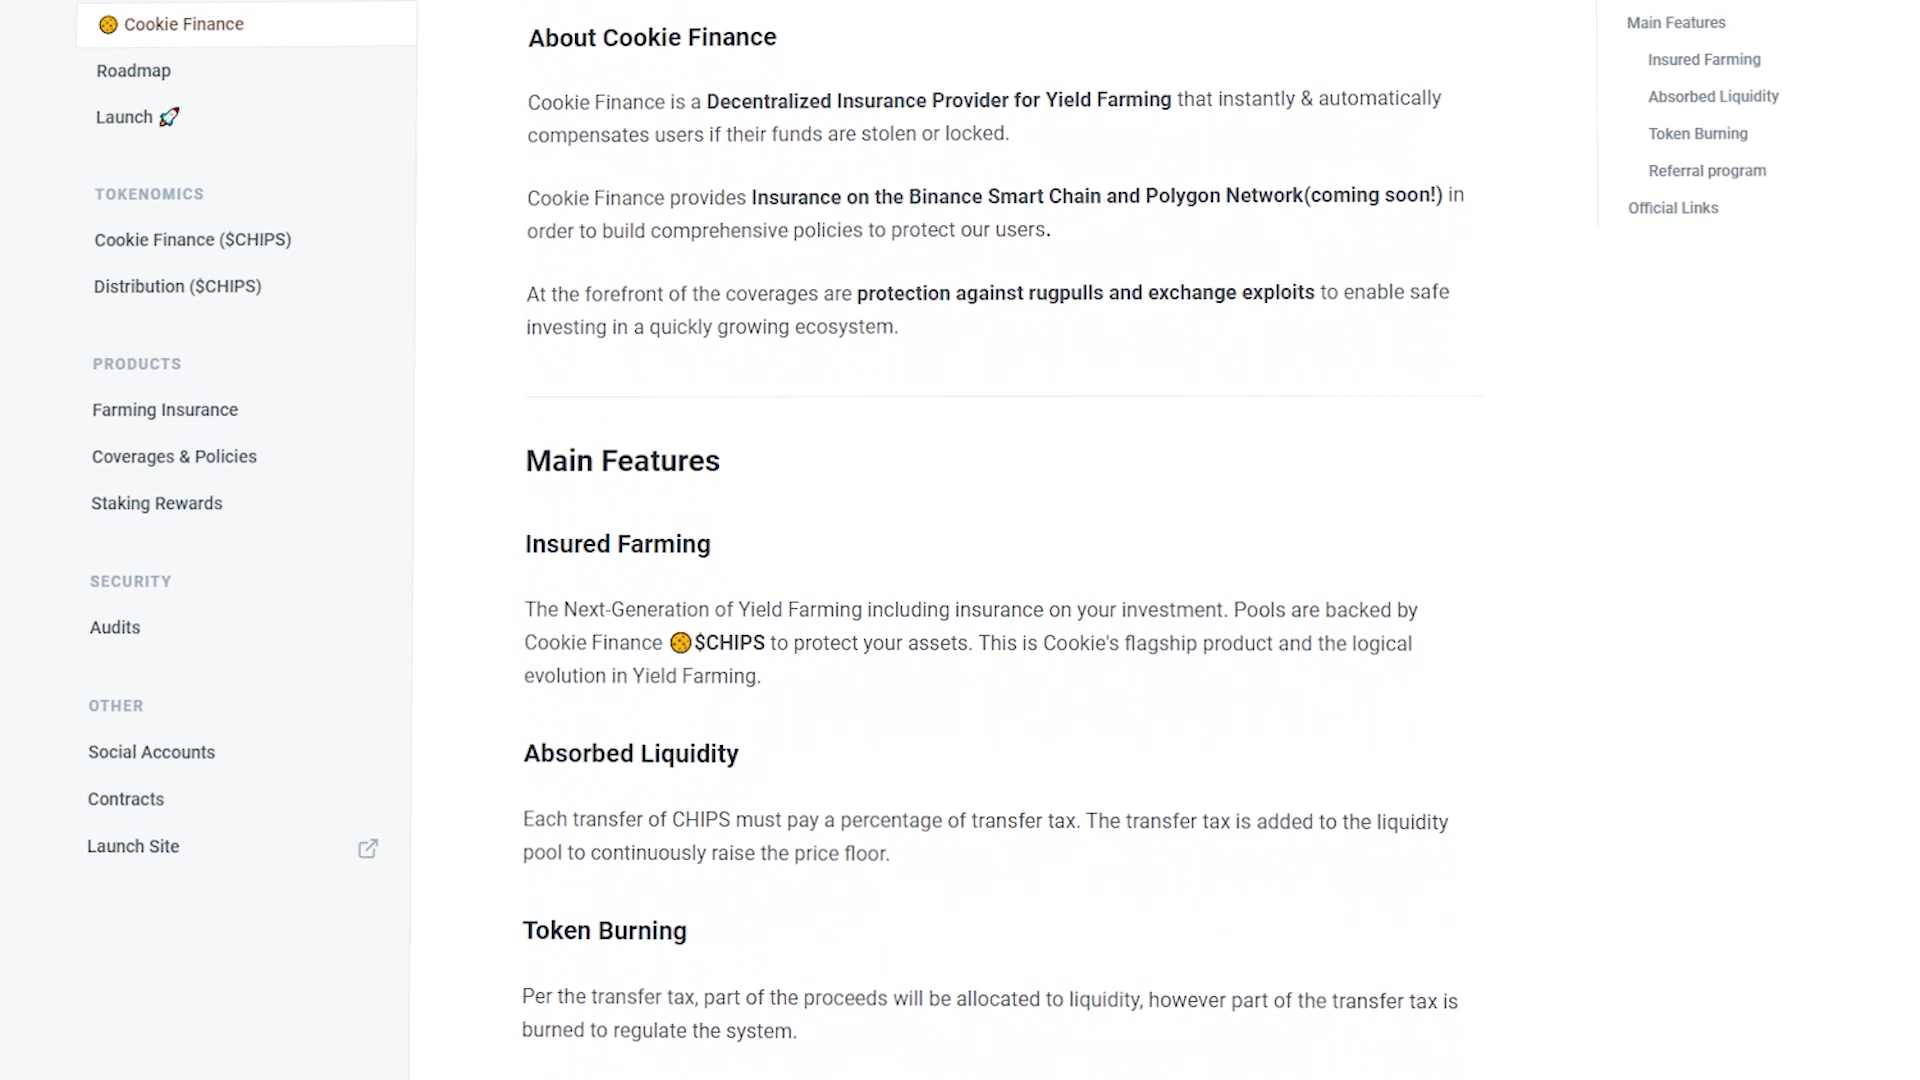 Cookie Finance
Roadmap
Launch 🚀
TOKENOMICS
Cookie Finance ($CHIPS)
Distribution ($CHIPS)
PRODUCTS
Farming Insurance
Coverages & Policies
Staking Rewards
SECURITY
Audits
OTHER
Social Accounts
Contracts
Launch Site
About Cookie Finance
Cookie Finance is a Decentralized Insurance Provider for Yield Farming that instantly & automatically
compensates users if their funds are stolen or locked.
Cookie Finance provides Insurance on the Binance Smart Chain and Polygon Network(coming soon!) in
order to build comprehensive policies to protect our users.
At the forefront of the coverages are protection against rugpulls and exchange exploits to enable safe
investing in a quickly growing ecosystem.
Main Features
Insured Farming
The Next-Generation of Yield Farming including insurance on your investment. Pools are backed by
Cookie Finance 🍪$CHIPS to protect your assets. This is Cookie's flagship product and the logical
evolution in Yield Farming.
Absorbed Liquidity
Each transfer of CHIPS must pay a percentage of transfer tax. The transfer tax is added to the liquidity
pool to continuously raise the price floor.
Token Burning
Per the transfer tax, part of the proceeds will be allocated to liquidity, however part of the transfer tax is
burned to regulate the system.
Main Features
Insured Farming
Absorbed Liquidity
Token Burning
Referral program
Official Links